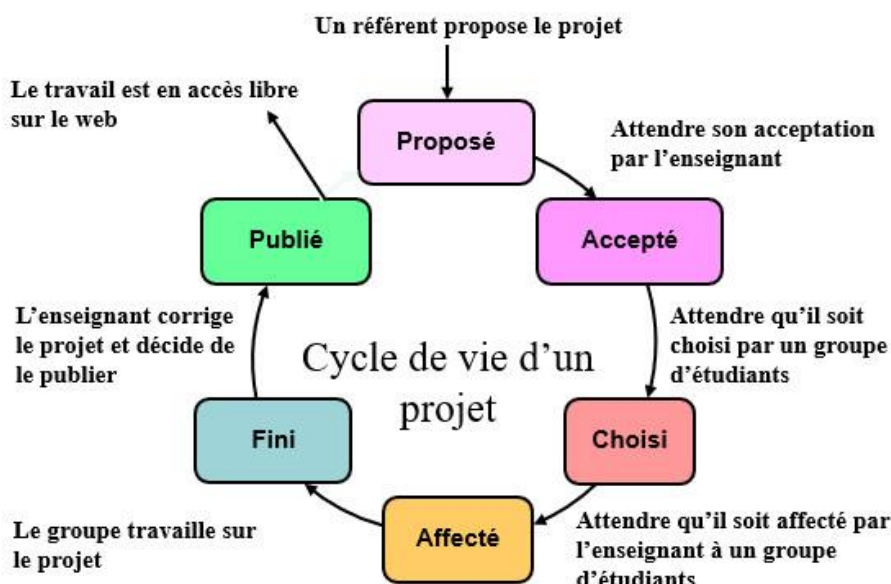 Un référent propose le projet
Le travail est en accès libre
sur le web
Proposé
Attendre son acceptation
par l’enseignant
Publié
Accepté
L’enseignant corrige
le projet et décide de
le publier
Attendre qu’il soit
choisi par un groupe
d’étudiants
Cycle de vie d’un
projet
Fini
Choisi
Le groupe travaille sur
le projet
Affecté
Attendre qu’il soit affecté par
l’enseignant à un groupe
d’étudiants